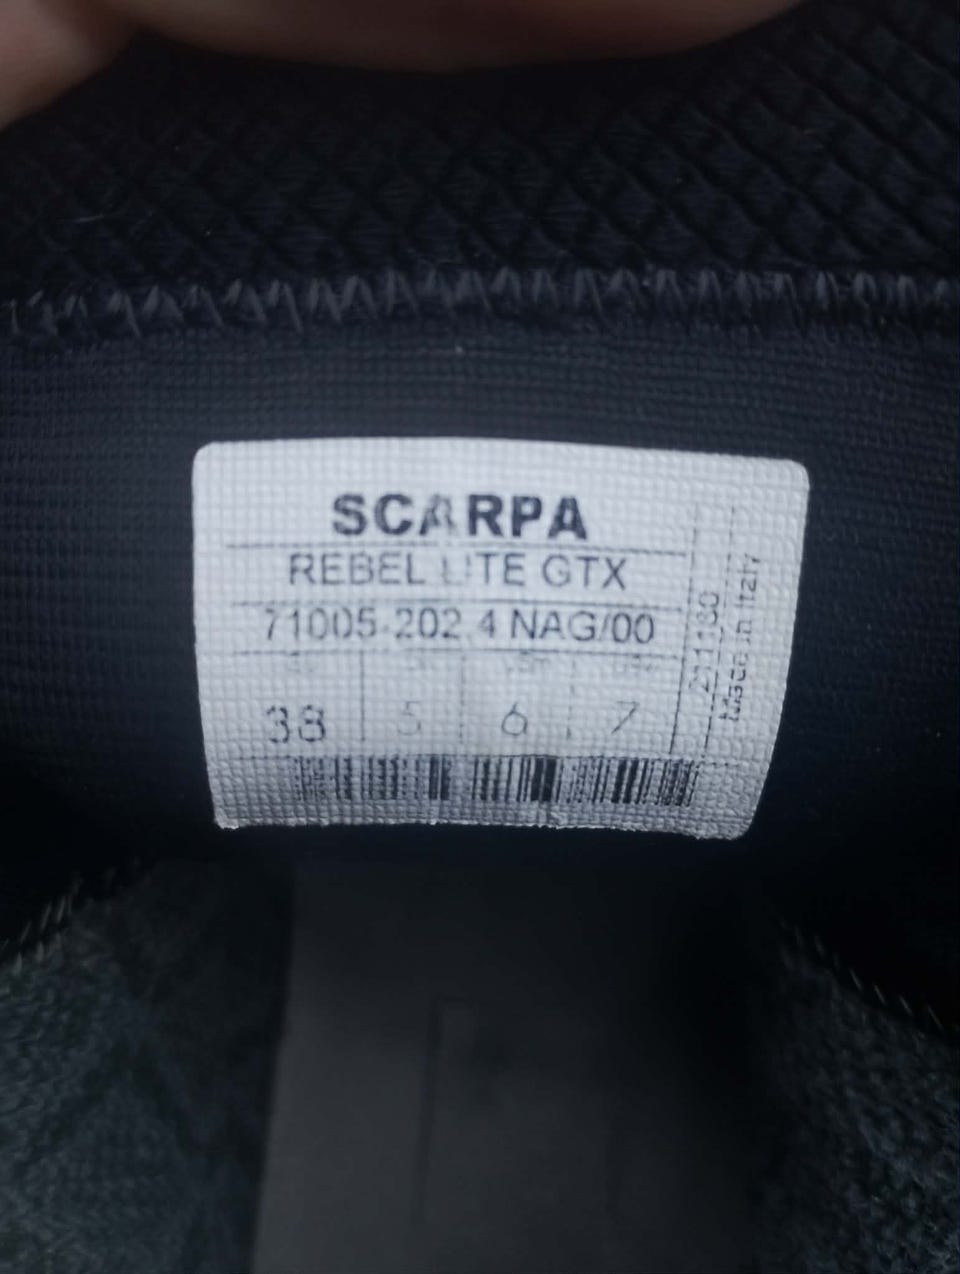 SCARPA
REBEL LITE GTX
71005-202.4 NAG/00
38 5 6 7
Made in Italy